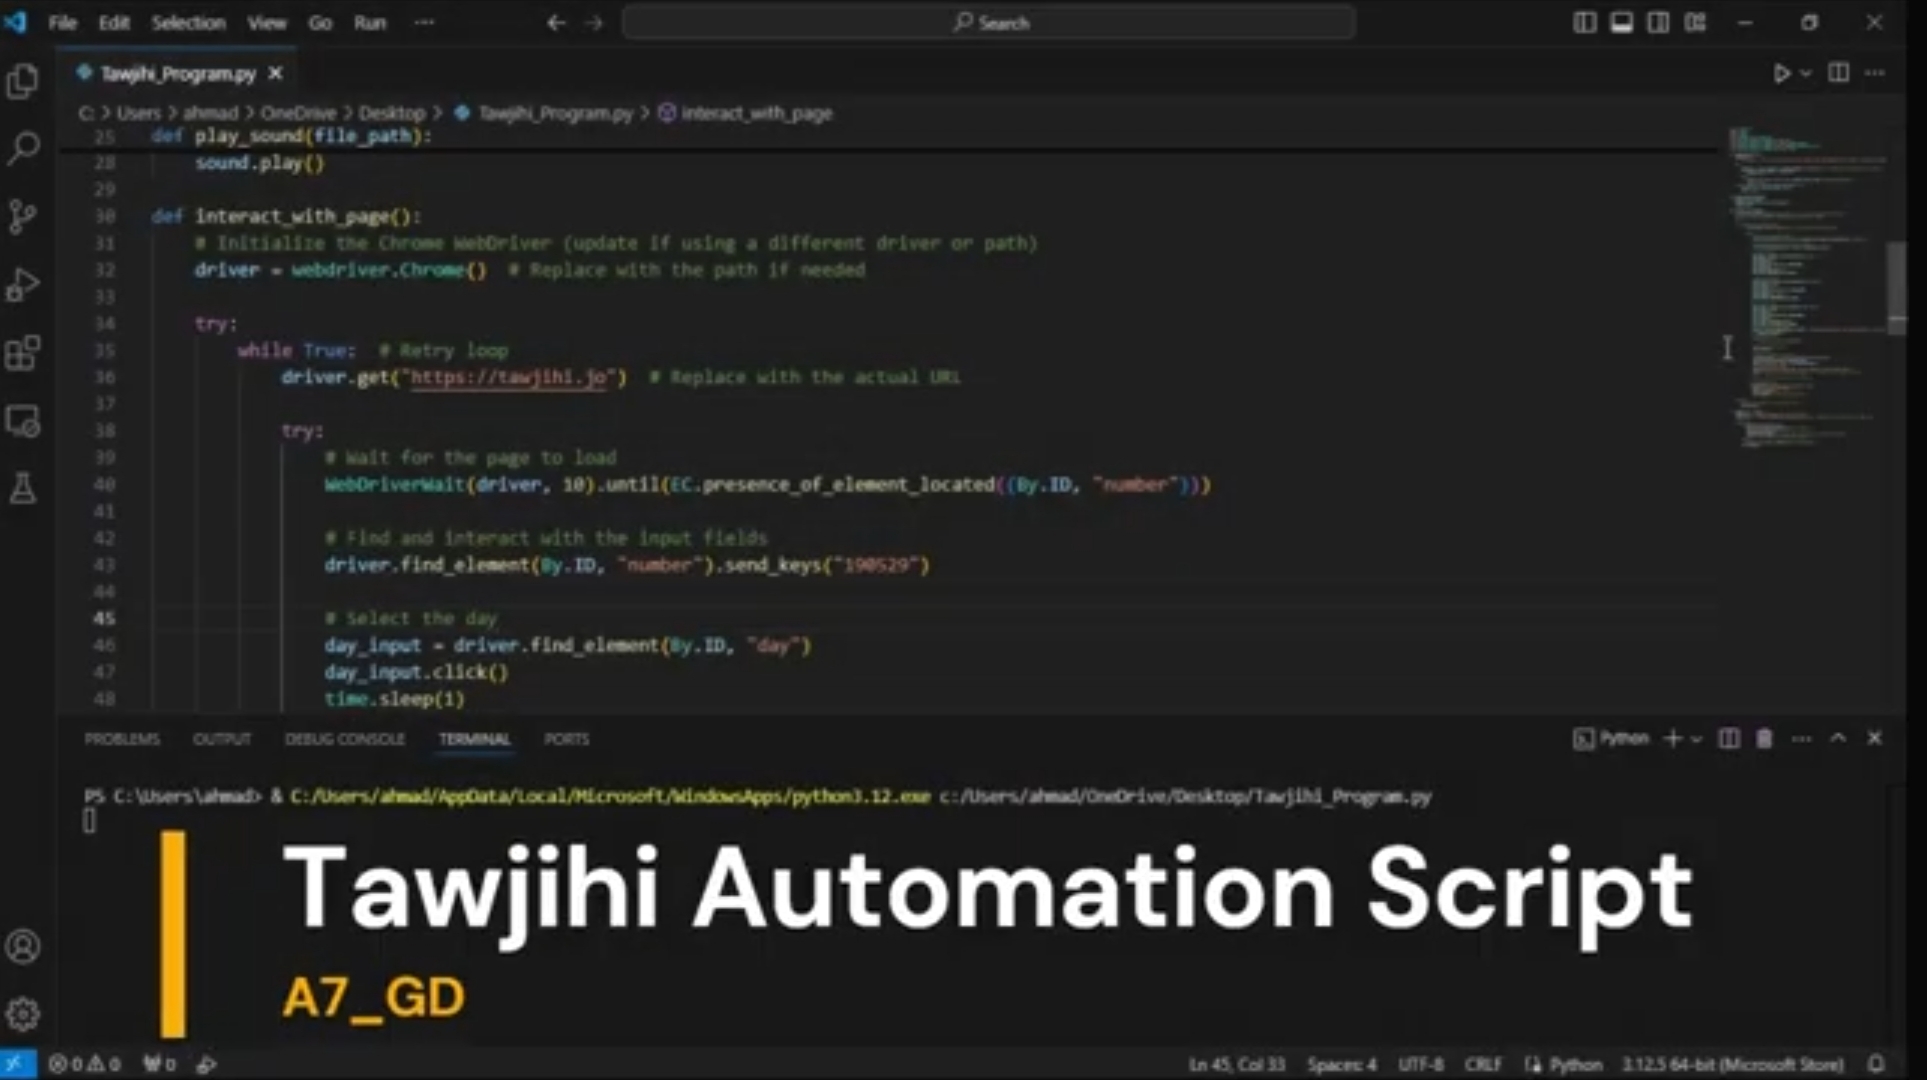 File Edit Selection View Go Run ... Search
Tawjihi_Program.py
C: > Users > ahmad > OneDrive > Desktop > Tawjihi_Program.py > interact_with_page
25 def play_sound(file_path):
28 sound.play()
29
30 def interact_with_page():
31 # Initialize the Chrome WebDriver (update if using a different driver or path)
32 driver = webdriver.Chrome() # Replace with the path if needed
33
34 try:
35 while True: # Retry loop
36 driver.get("https://tawjihi.jo") # Replace with the actual URL
37
38 try:
39 # Wait for the page to load
40 WebDriverWait(driver, 10).until(EC.presence_of_element_located((By.ID, "number")))
41
42 # Find and interact with the input fields
43 driver.find_element(By.ID, "number").send_keys("190529")
44
45 # Select the day
46 day_input = driver.find_element(By.ID, "day")
47 day_input.click()
48 time.sleep(1)
PROBLEMS OUTPUT DEBUG CONSOLE TERMINAL PORTS Python
PS C:\Users\ahmad> & C:/Users/ahmad/AppData/Local/Microsoft/WindowsApps/python3.12.exe c:/Users/ahmad/OneDrive/Desktop/Tawjihi_Program.py
Tawjihi Automation Script
A7_GD
0 0 0 Ln 45, Col 33 Spaces: 4 UTF-8 CRLF Python 3.12.5 64-bit (Microsoft Store)